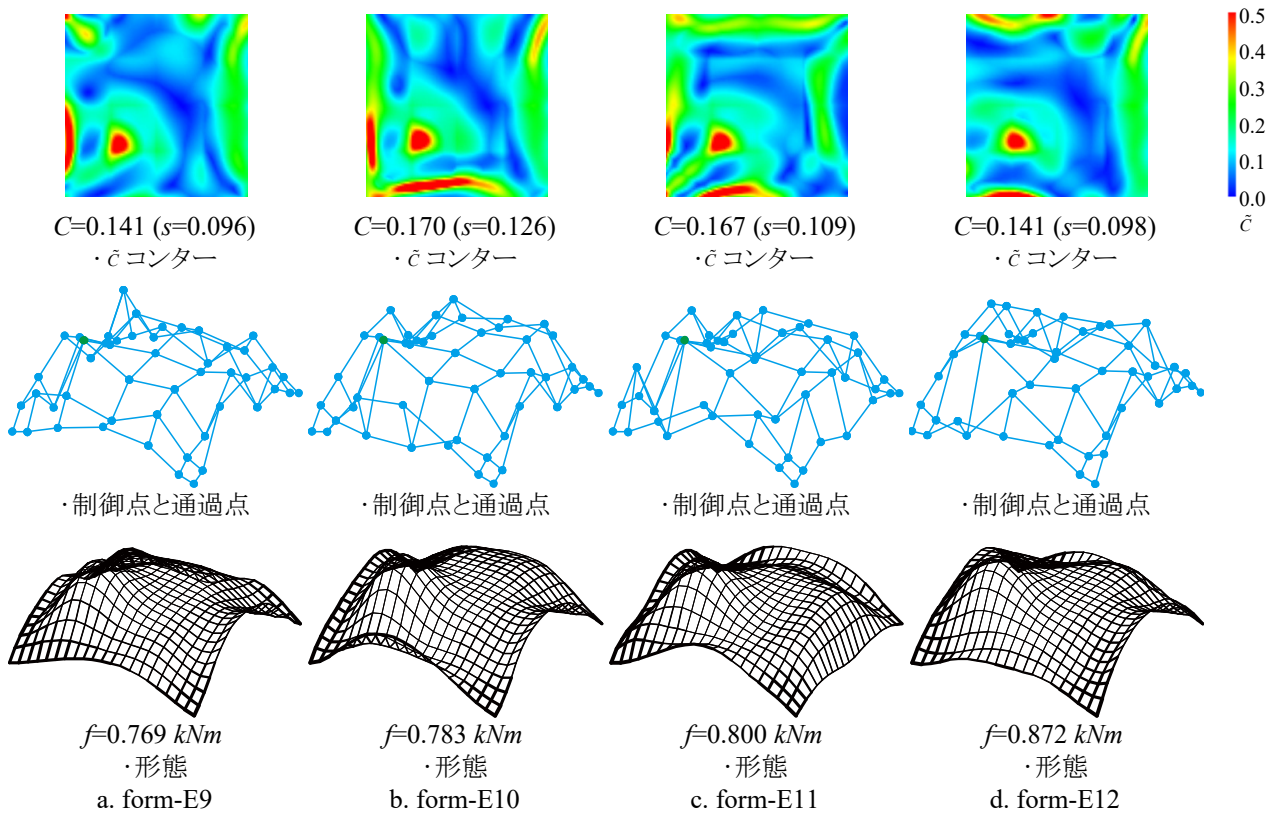 0.5
0.4
0.3
0.2
0.1
0.0
c̃
C=0.141 (s=0.096)
C=0.170 (s=0.126)
C=0.167 (s=0.109)
C=0.141 (s=0.098)
・c̃ コンター
・c̃ コンター
・c̃ コンター
・c̃ コンター
・制御点と通過点
・制御点と通過点
・制御点と通過点
・制御点と通過点
f=0.769 kNm
f=0.783 kNm
f=0.800 kNm
f=0.872 kNm
・形態
・形態
・形態
・形態
a. form-E9
b. form-E10
c. form-E11
d. form-E12